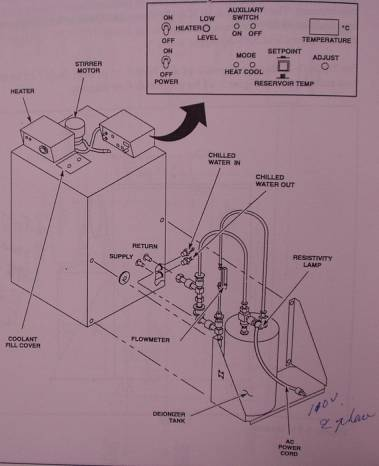 ON
HEATER
OFF
LOW
LEVEL
AUXILIARY
SWITCH
ON OFF
°C
TEMPERATURE
ON
OFF
POWER
MODE
HEAT COOL
SETPOINT
RESERVOIR TEMP
ADJUST
STIRRER
MOTOR
HEATER
CHILLED
WATER IN
CHILLED
WATER OUT
RETURN
SUPPLY
RESISTIVITY
LAMP
COOLANT
FILL COVER
FLOWMETER
DEIONIZER
TANK
AC
POWER
CORD
phase